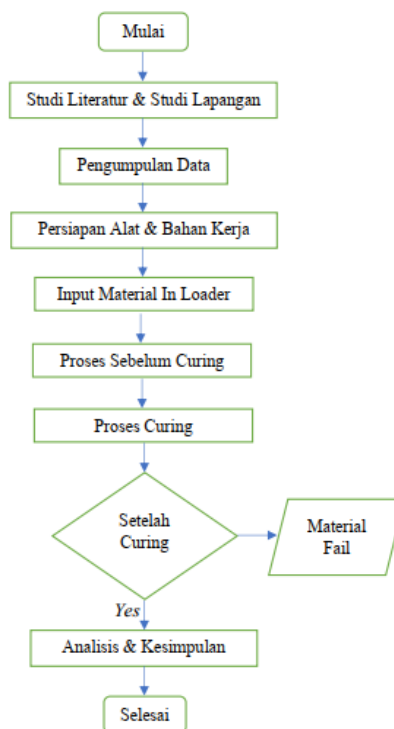 Mulai
Studi Literatur & Studi Lapangan
Pengumpulan Data
Persiapan Alat & Bahan Kerja
Input Material In Loader
Proses Sebelum Curing
Proses Curing
Setelah
Curing
Material
Fail
Yes
Analisis & Kesimpulan
Selesai